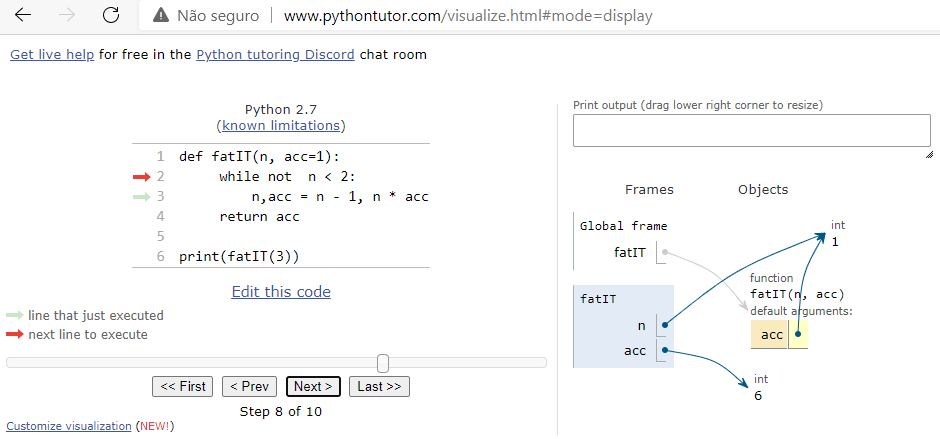 Não seguro | www.pythontutor.com/visualize.html#mode=display
Get live help for free in the Python tutoring Discord chat room
Python 2.7
(known limitations)
1 def fatIT(n, acc=1):
2 while not n < 2:
3 n,acc = n - 1, n * acc
4 return acc
5
6 print(fatIT(3))
Edit this code
line that just executed
next line to execute
<< First < Prev Next > Last >>
Step 8 of 10
Customize visualization (NEW!)
Print output (drag lower right corner to resize)
Frames Objects
Global frame
fatIT
fatIT
n
acc
int
1
function
fatIT(n, acc)
default arguments:
acc
int
6